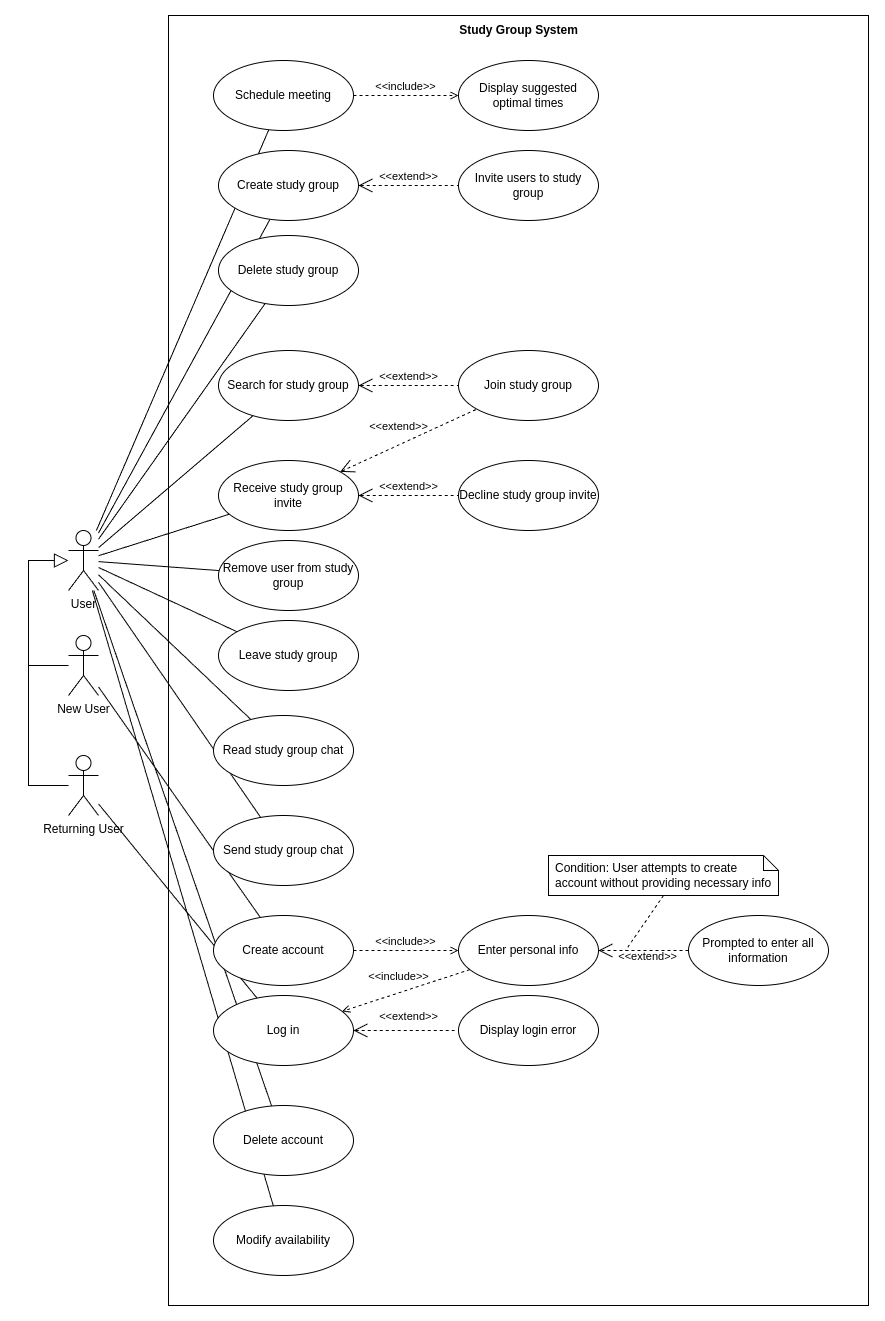 Study Group System
Schedule meeting
<<include>>
Display suggested
optimal times
Create study group
<<extend>>
Invite users to study
group
Delete study group
Search for study group
<<extend>>
Join study group
<<extend>>
Receive study group
invite
<<extend>>
Decline study group invite
Remove user from study
group
User
Leave study group
New User
Read study group chat
Returning User
Send study group chat
Condition: User attempts to create
account without providing necessary info
Create account
<<include>>
Enter personal info
<<extend>>
Prompted to enter all
information
<<include>>
Log in
<<extend>>
Display login error
Delete account
Modify availability